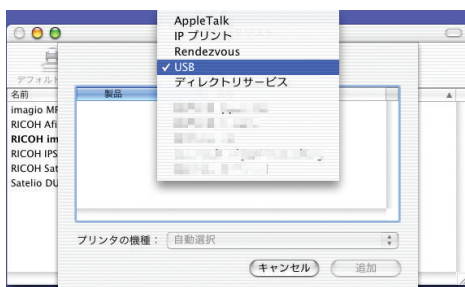 AppleTalk
IP プリント
Rendezvous
✓ USB
ディレクトリサービス
デフォルト
名前
製品
imagio MF
RICOH Afi
RICOH im
RICOH IPS
RICOH Sat
Satelio DU
プリンタの機種：
自動選択
キャンセル
追加